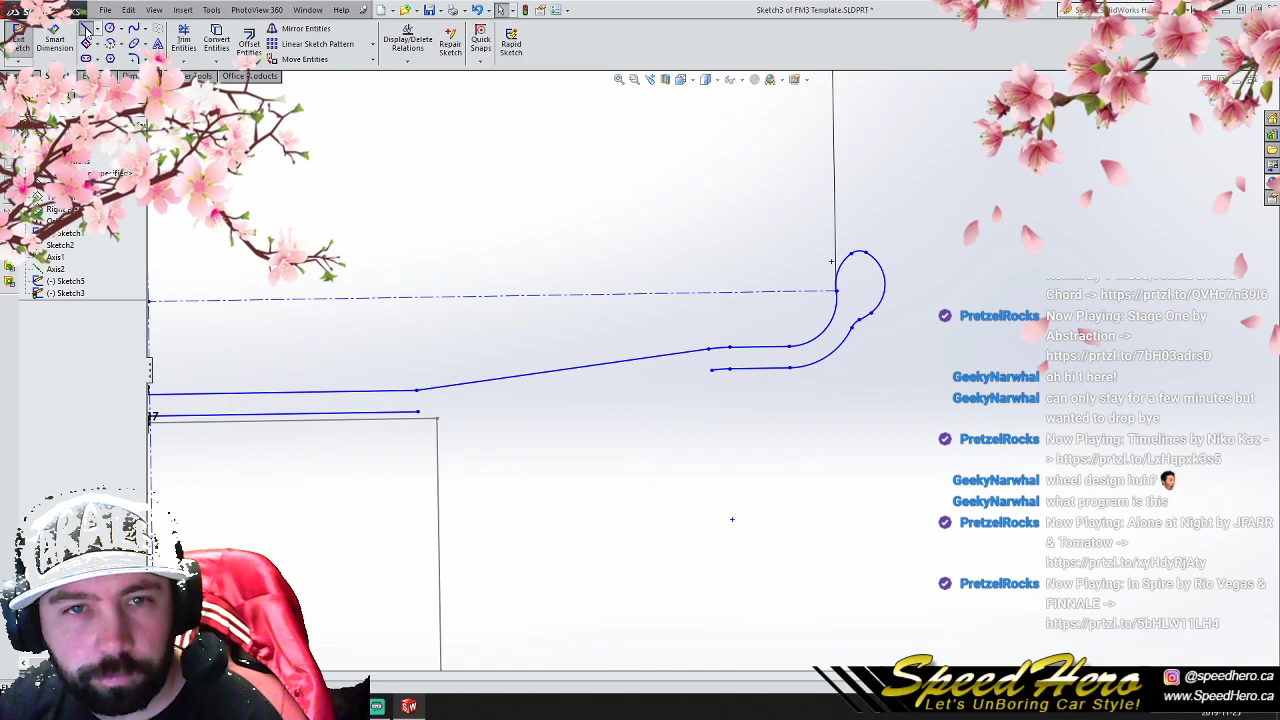 File Edit View Insert Tools PhotoView 360 Window Help
Sketch3 of FM3 Template.SLDPRT *
Smart Dimension
Trim Entities
Convert Entities
Offset Entities
Mirror Entities
Linear Sketch Pattern
Move Entities
Display/Delete Relations
Repair Sketch
Quick Snaps
Rapid Sketch
Office Products
Sketch2
Axis1
Axis2
(-) Sketch5
(-) Sketch3
Chord -> https://prtzl.to/QVHo7n39I6
PretzelRocks Now Playing: Stage One by
Abstraction ->
https://prtzl.to/7bH03adrsD
GeekyNarwhal oh hi t here!
GeekyNarwhal can only stay for a few minutes but
wanted to drop bye
PretzelRocks Now Playing: Timelines by Niko Kaz -
> https://prtzl.to/LxHqpxk3s5
GeekyNarwhal wheel design huh?
GeekyNarwhal what program is this
PretzelRocks Now Playing: Alone at Night by JFARR
& Tomatow ->
https://prtzl.to/xyHdyRjAty
PretzelRocks Now Playing: In Spire by Rio Vegas &
FINNALE ->
https://prtzl.to/5bHLW11LH4
SpeedHero
Let's UnBoring Car Style!
@speedhero.ca
www.SpeedHero.ca